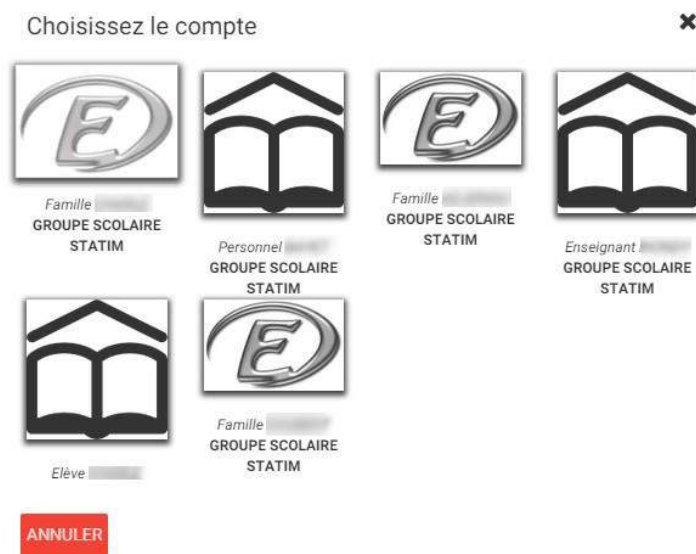 Choisissez le compte
Famille
GROUPE SCOLAIRE
STATIM
Personnel
GROUPE SCOLAIRE
STATIM
Famille
GROUPE SCOLAIRE
STATIM
Enseignant
GROUPE SCOLAIRE
STATIM
Elève
Famille
GROUPE SCOLAIRE
STATIM
ANNULER